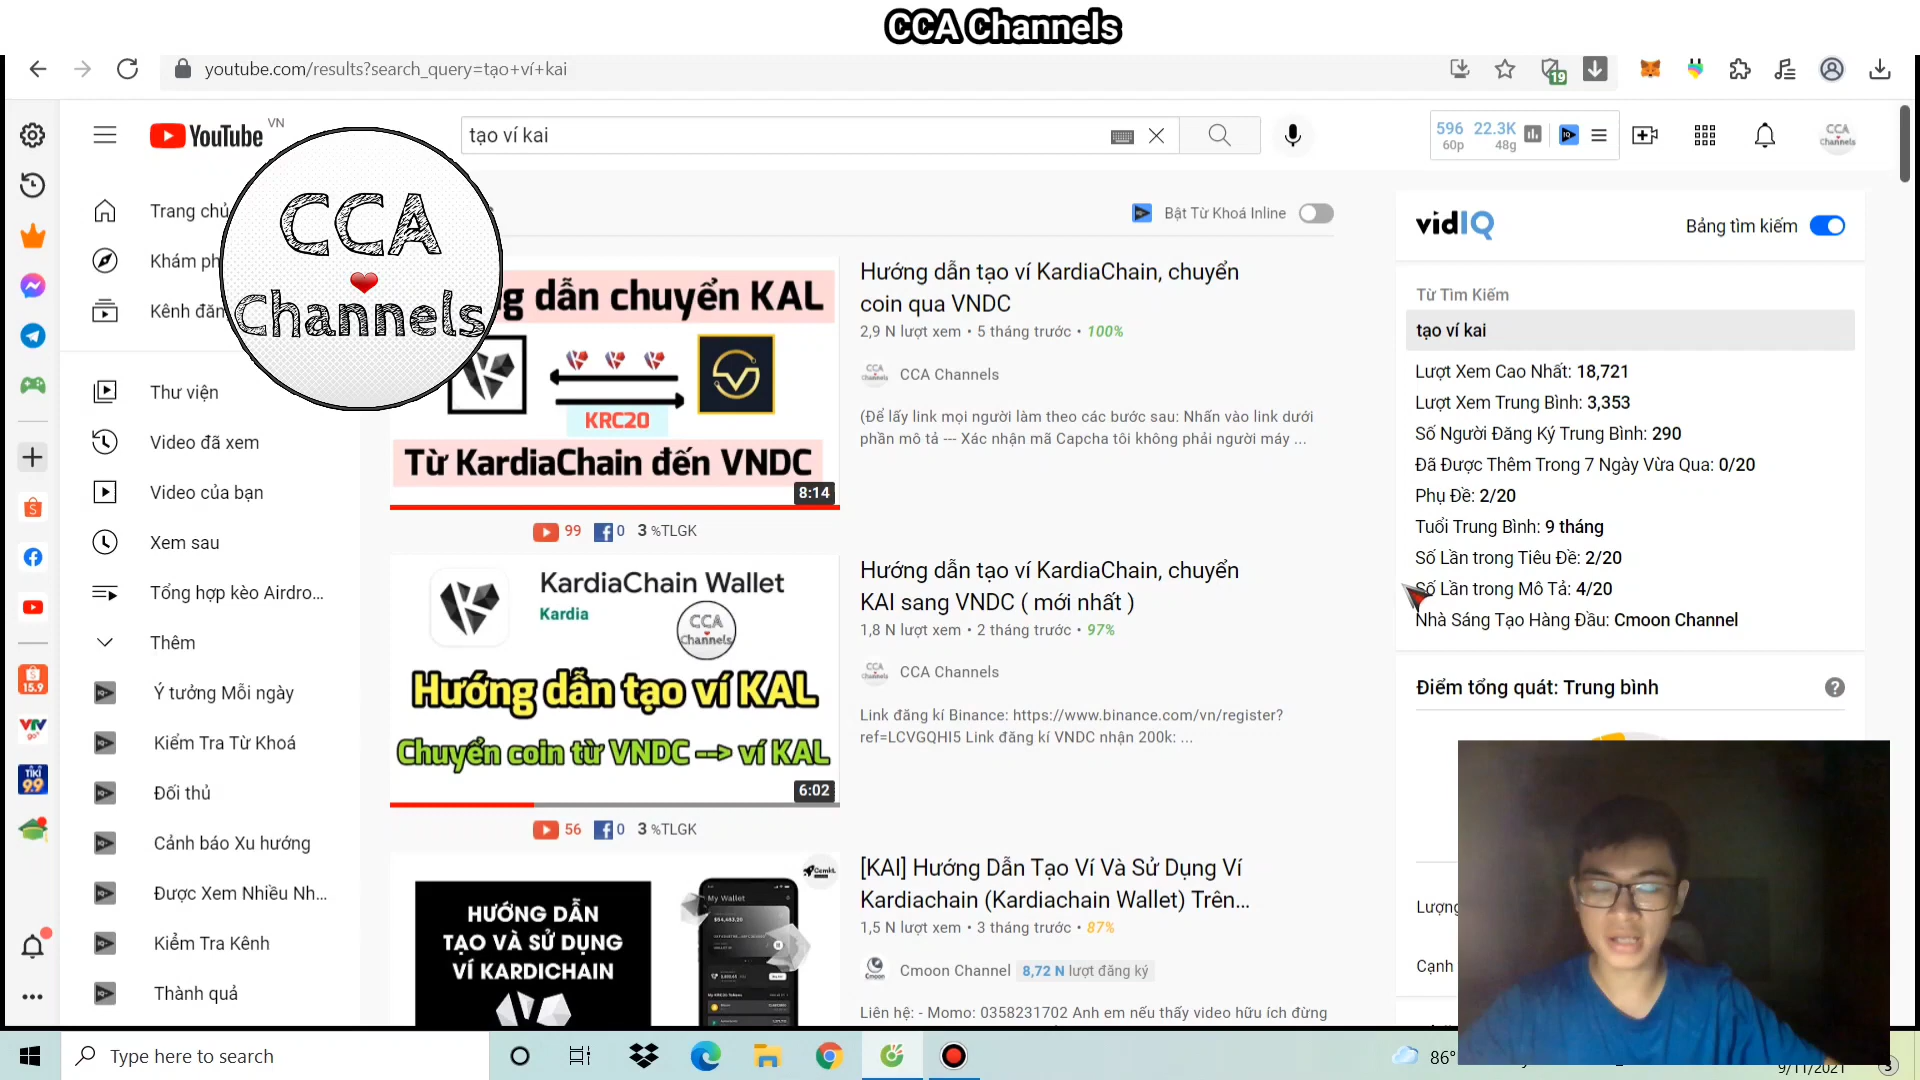 CCA Channels
youtube.com/results?search_query=tạo+ví+kai
19
YouTube
VN
tạo ví kai
596 22.3K
60p 48g
CCA
Channels
CCA
Channels
Trang chủ
Khám ph
Kênh đăn
Thư viện
Video đã xem
Video của bạn
Xem sau
Tổng hợp kèo Airdro...
Thêm
Ý tưởng Mỗi ngày
Kiểm Tra Từ Khoá
Đối thủ
Cảnh báo Xu hướng
Được Xem Nhiều Nh...
Kiểm Tra Kênh
Thành quả
15.9
VTV
go
TIKI
9.9
Bật Từ Khoá Inline
g dẫn chuyển KAL
KRC20
Từ KardiaChain đến VNDC
8:14
99 0 3 %TLGK
Hướng dẫn tạo ví KardiaChain, chuyển
coin qua VNDC
2,9 N lượt xem • 5 tháng trước • 100%
CCA Channels
(Để lấy link mọi người làm theo các bước sau: Nhấn vào link dưới
phần mô tả --- Xác nhận mã Capcha tôi không phải người máy ...
KardiaChain Wallet
Kardia
CCA
Channels
Hướng dẫn tạo ví KAL
Chuyển coin từ VNDC --> ví KAL
6:02
56 0 3 %TLGK
Hướng dẫn tạo ví KardiaChain, chuyển
KAI sang VNDC ( mới nhất )
1,8 N lượt xem • 2 tháng trước • 97%
CCA Channels
Link đăng kí Binance: https://www.binance.com/vn/register?
ref=LCVGQHI5 Link đăng kí VNDC nhận 200k: ...
HƯỚNG DẪN
TẠO VÀ SỬ DỤNG
VÍ KARDICHAIN
My Wallet
[KAI] Hướng Dẫn Tạo Ví Và Sử Dụng Ví
Kardiachain (Kardiachain Wallet) Trên...
1,5 N lượt xem • 3 tháng trước • 87%
Cmoon Channel 8,72 N lượt đăng ký
Liên hệ: - Momo: 0358231702 Anh em nếu thấy video hữu ích đừng
vidIQ
Bảng tìm kiếm
Từ Tìm Kiếm
tạo ví kai
Lượt Xem Cao Nhất: 18,721
Lượt Xem Trung Bình: 3,353
Số Người Đăng Ký Trung Bình: 290
Đã Được Thêm Trong 7 Ngày Vừa Qua: 0/20
Phụ Đề: 2/20
Tuổi Trung Bình: 9 tháng
Số Lần trong Tiêu Đề: 2/20
Số Lần trong Mô Tả: 4/20
Nhà Sáng Tạo Hàng Đầu: Cmoon Channel
Điểm tổng quát: Trung bình
Lượng
Cạnh
Type here to search
86°
9/11/2021
3